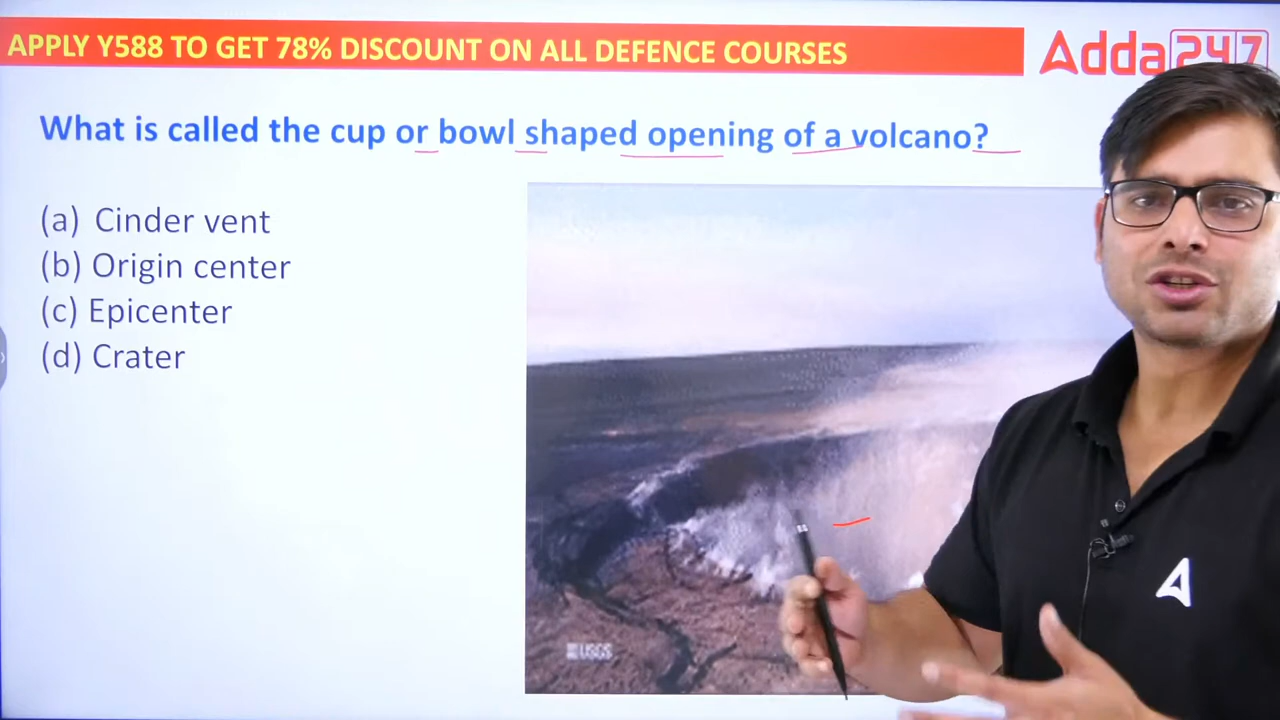 APPLY Y588 TO GET 78% DISCOUNT ON ALL DEFENCE COURSES
Adda247
What is called the cup or bowl shaped opening of a volcano?
(a) Cinder vent
(b) Origin center
(c) Epicenter
(d) Crater
USGS